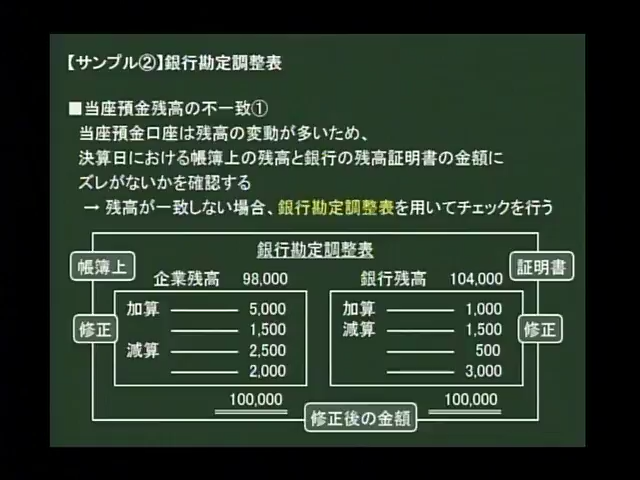 【サンプル②】銀行勘定調整表
■当座預金残高の不一致①
当座預金口座は残高の変動が多いため、
決算日における帳簿上の残高と銀行の残高証明書の金額に
ズレがないかを確認する
→ 残高が一致しない場合、銀行勘定調整表を用いてチェックを行う
銀行勘定調整表
帳簿上 証明書
企業残高 98,000 銀行残高 104,000
加算 5,000 加算 1,000
修正 1,500 減算 1,500 修正
減算 2,500 500
2,000 3,000
100,000 100,000
修正後の金額